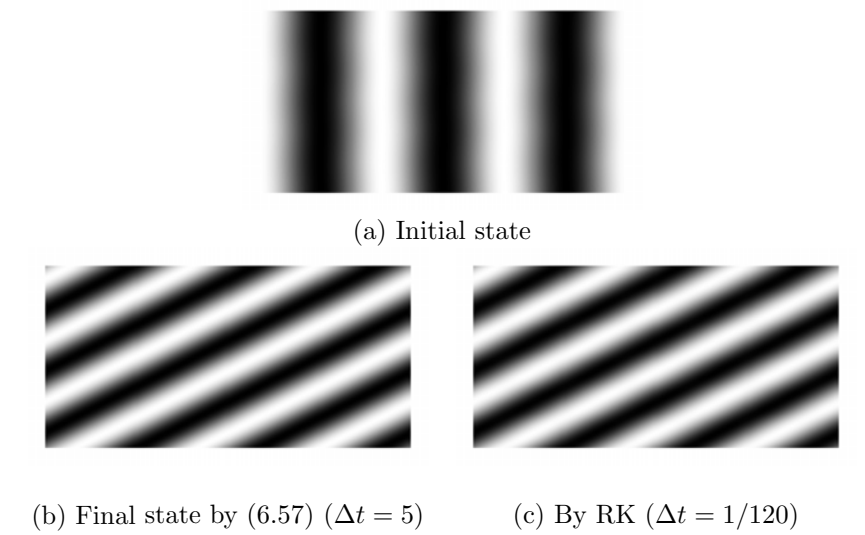 (a) Initial state
(b) Final state by (6.57) (Δt = 5)
(c) By RK (Δt = 1/120)